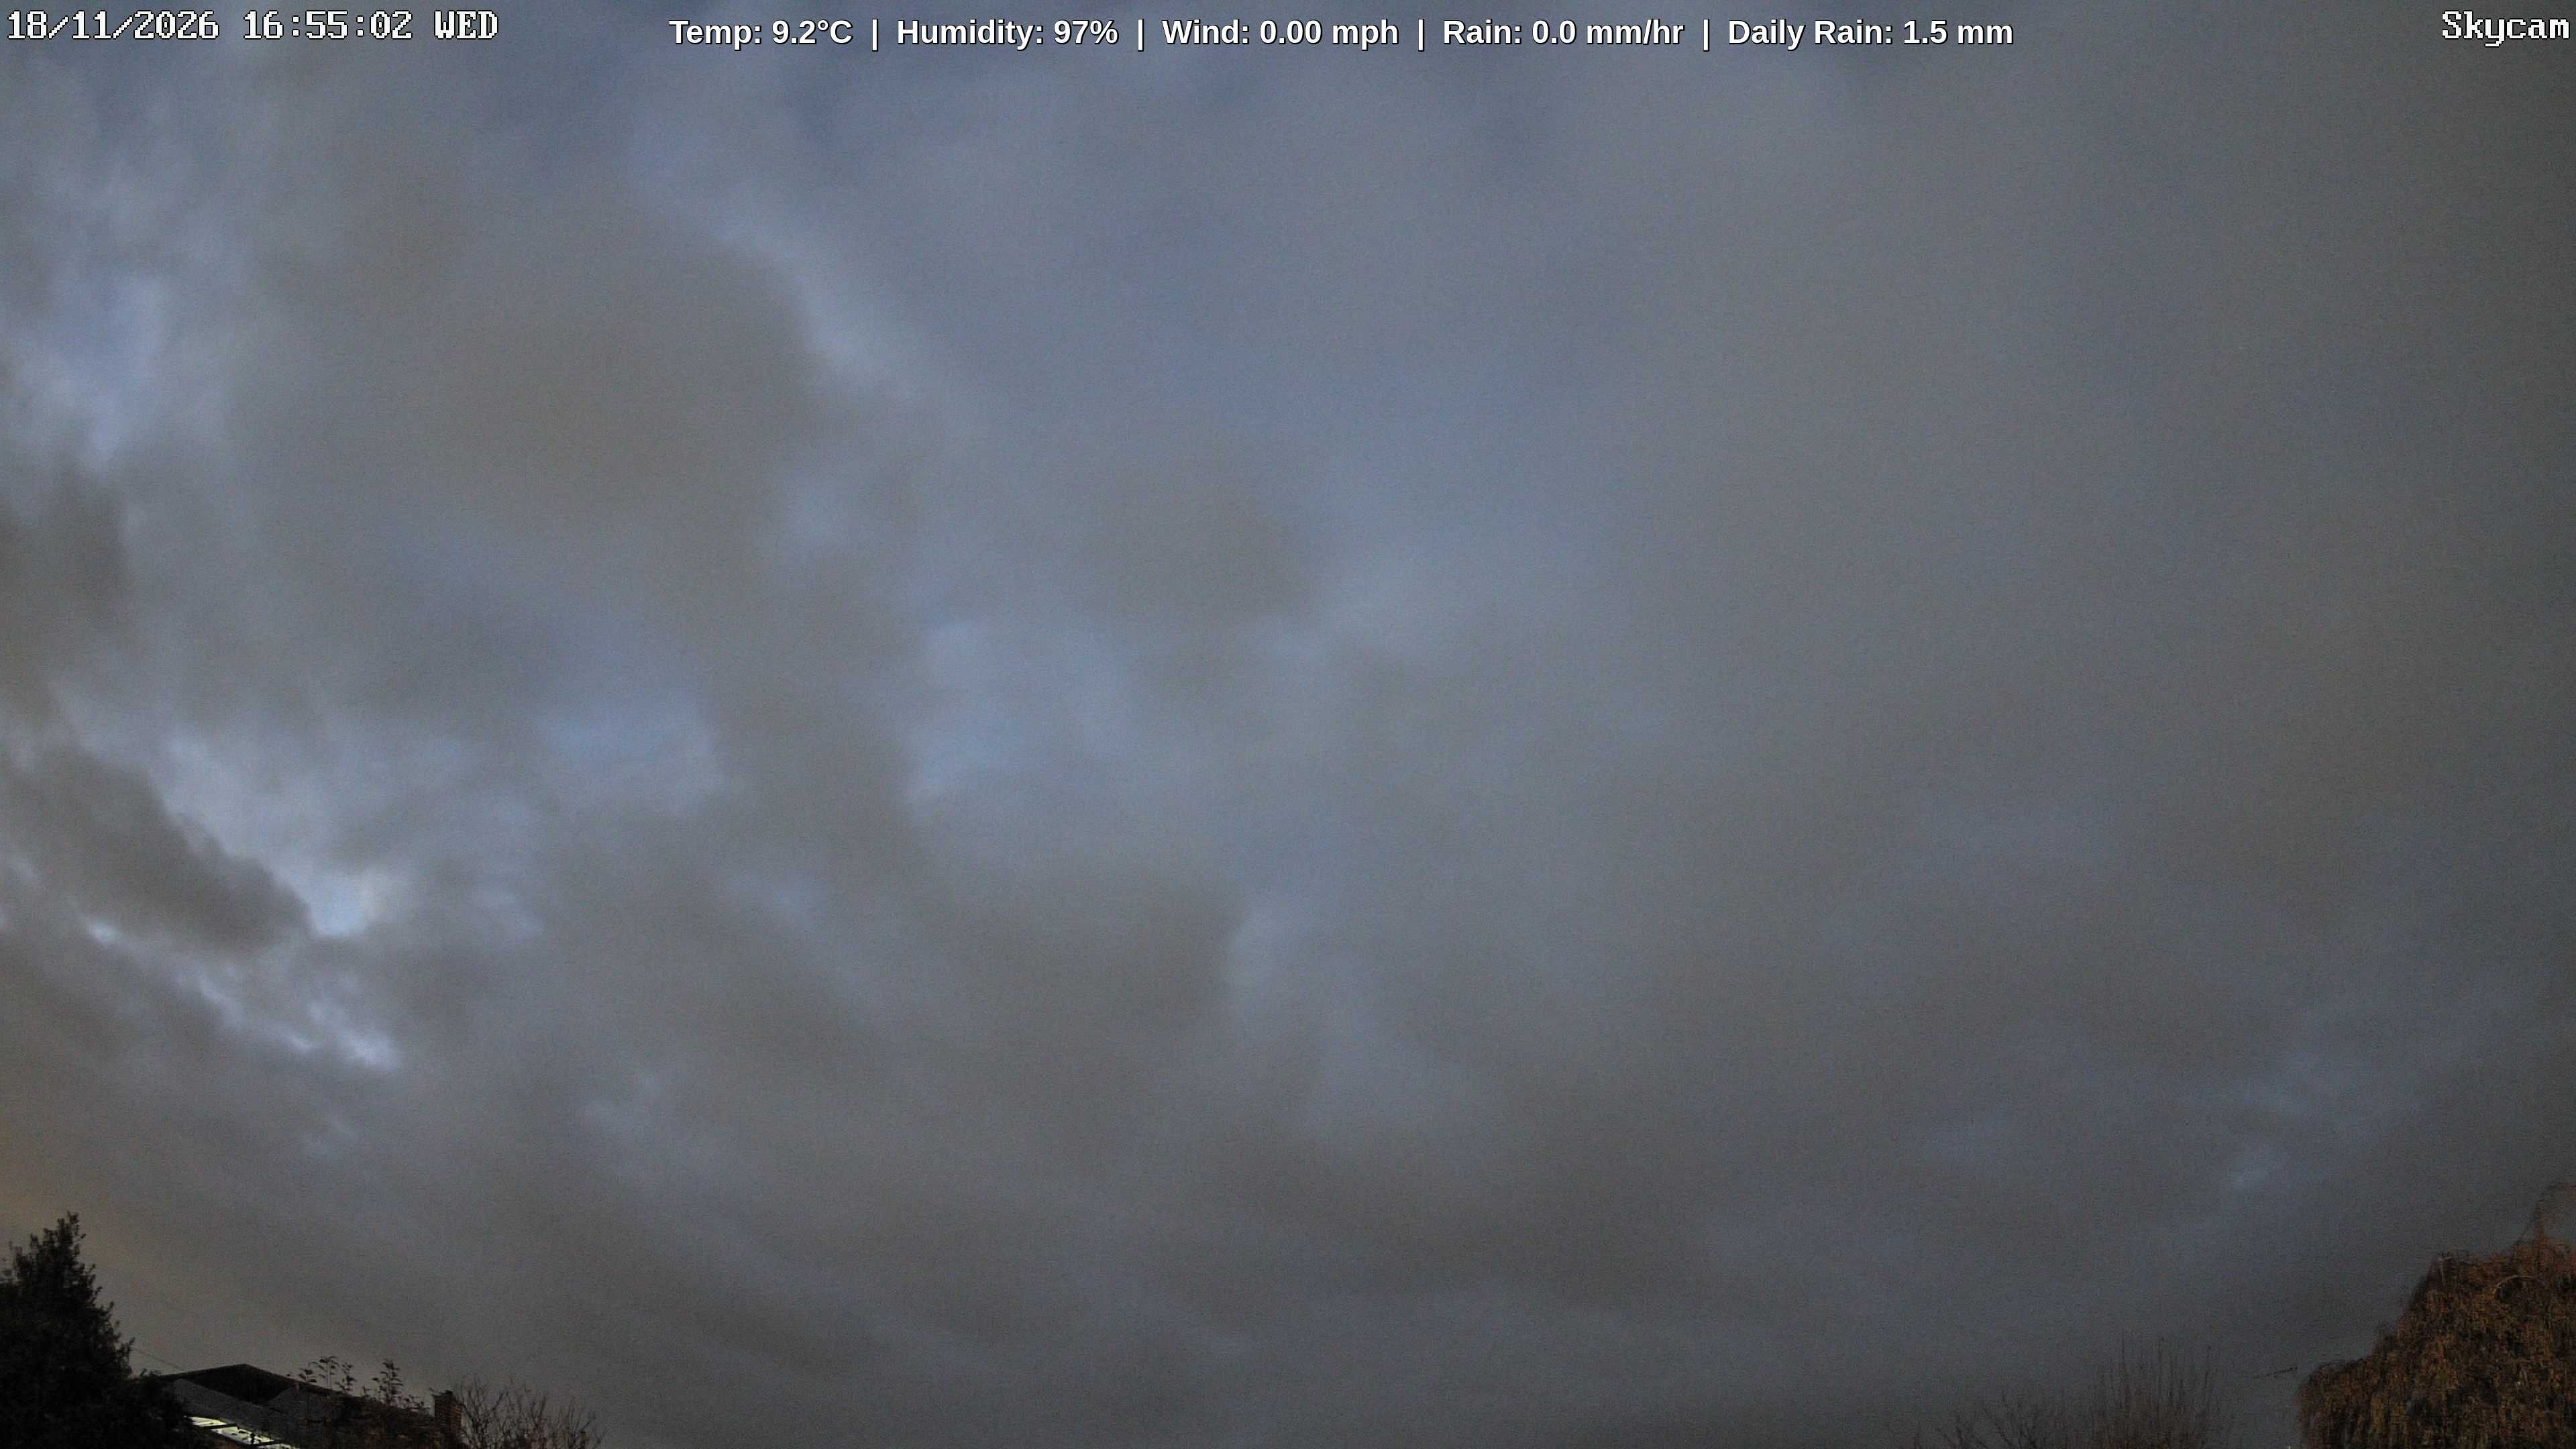 18/11/2026 16:55:02 WED
Temp: 9.2°C | Humidity: 97% | Wind: 0.00 mph | Rain: 0.0 mm/hr | Daily Rain: 1.5 mm
Skycam